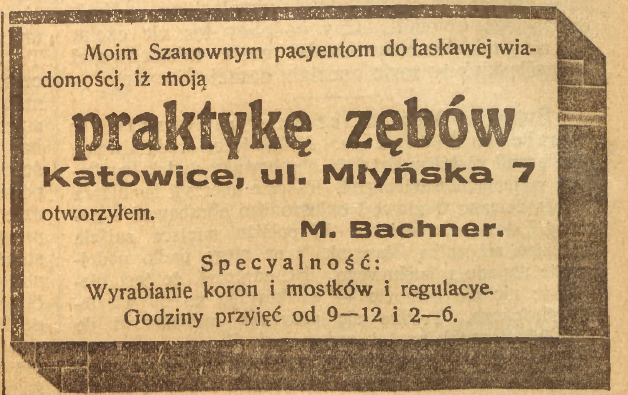 Moim Szanownym pacyentom do łaskawej wia-
domości, iż moją
praktykę zębów
Katowice, ul. Młyńska 7
otworzyłem.
M. Bachner.
Specyalność:
Wyrabianie koron i mostków i regulacye.
Godziny przyjęć od 9—12 i 2—6.